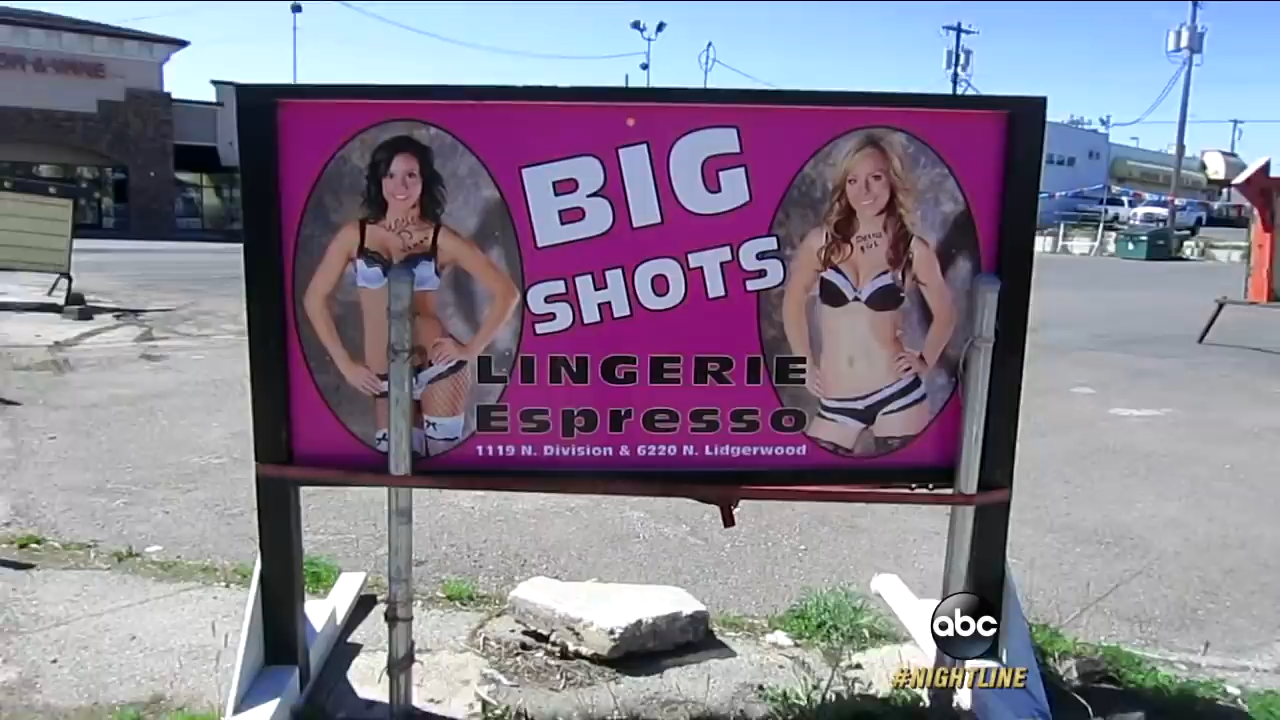 BIG
SHOTS
LINGERIE
Espresso
1119 N. Division & 6220 N. Lidgerwood
abc
#NIGHTLINE